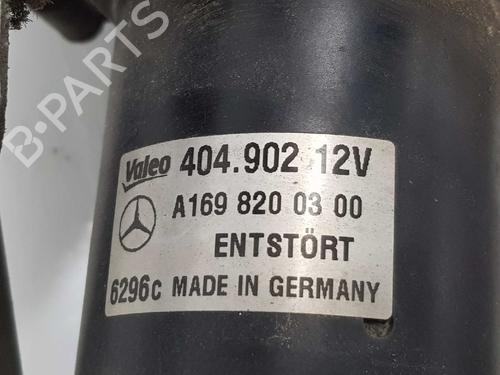 B-PARTS
Valeo 404.902 12V
A169 820 03 00
ENTSTÖRT
6296c MADE IN GERMANY